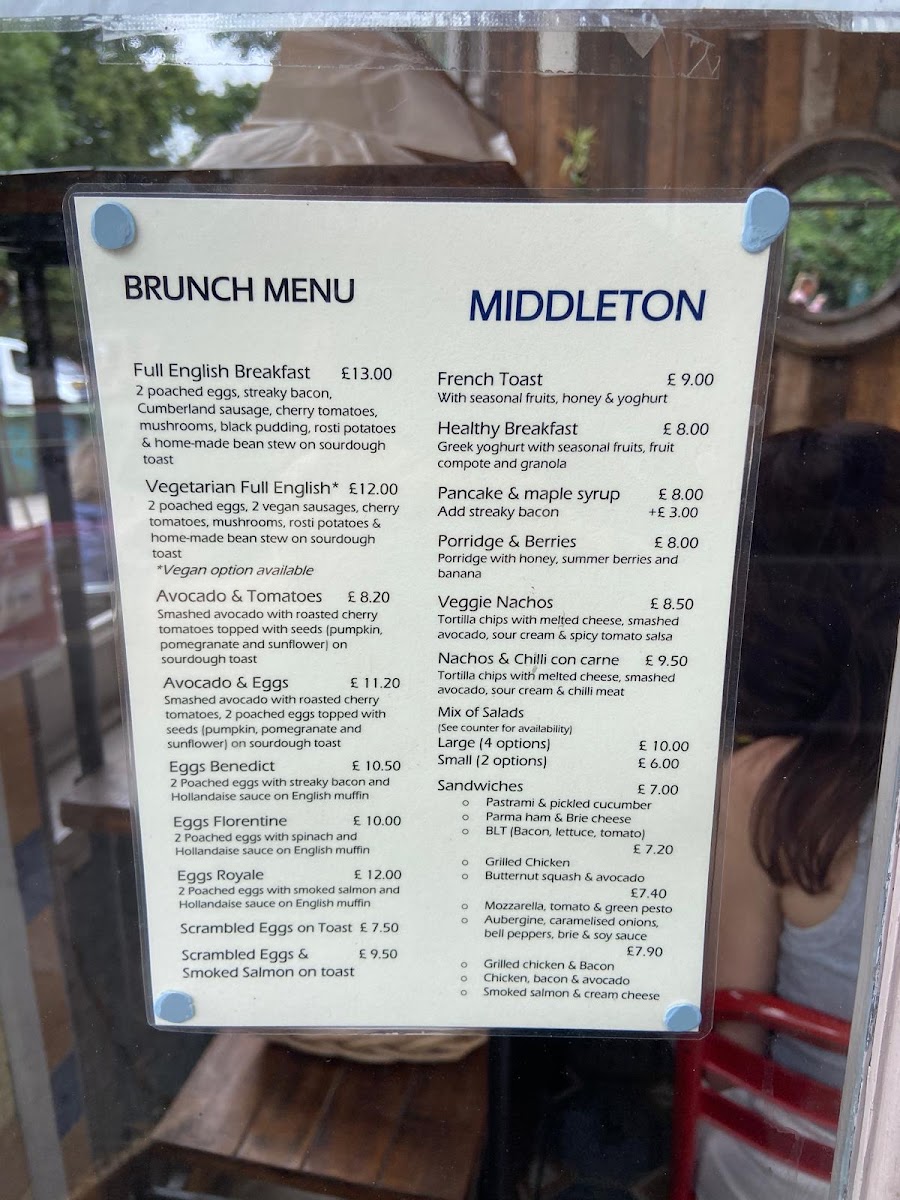 BRUNCH MENU
Full English Breakfast £13.00
2 poached eggs, streaky bacon,
Cumberland sausage, cherry tomatoes,
mushrooms, black pudding, rosti potatoes
& home-made bean stew on sourdough
toast
Vegetarian Full English* £12.00
2 poached eggs, 2 vegan sausages, cherry
tomatoes, mushrooms, rosti potatoes &
home-made bean stew on sourdough
toast
*Vegan option available
Avocado & Tomatoes £ 8.20
Smashed avocado with roasted cherry
tomatoes topped with seeds (pumpkin,
pomegranate and sunflower) on
sourdough toast
Avocado & Eggs £ 11.20
Smashed avocado with roasted cherry
tomatoes, 2 poached eggs topped with
seeds (pumpkin, pomegranate and
sunflower) on sourdough toast
Eggs Benedict £ 10.50
2 Poached eggs with streaky bacon and
Hollandaise sauce on English muffin
Eggs Florentine £ 10.00
2 Poached eggs with spinach and
Hollandaise sauce on English muffin
Eggs Royale £ 12.00
2 Poached eggs with smoked salmon and
Hollandaise sauce on English muffin
Scrambled Eggs on Toast £ 7.50
Scrambled Eggs & £ 9.50
Smoked Salmon on toast
MIDDLETON
French Toast £ 9.00
With seasonal fruits, honey & yoghurt
Healthy Breakfast £ 8.00
Greek yoghurt with seasonal fruits, fruit
compote and granola
Pancake & maple syrup £ 8.00
Add streaky bacon +£ 3.00
Porridge & Berries £ 8.00
Porridge with honey, summer berries and
banana
Veggie Nachos £ 8.50
Tortilla chips with melted cheese, smashed
avocado, sour cream & spicy tomato salsa
Nachos & Chilli con carne £ 9.50
Tortilla chips with melted cheese, smashed
avocado, sour cream & chilli meat
Mix of Salads
(See counter for availability)
Large (4 options) £ 10.00
Small (2 options) £ 6.00
Sandwiches £ 7.00
o Pastrami & pickled cucumber
o Parma ham & Brie cheese
o BLT (Bacon, lettuce, tomato)
£ 7.20
o Grilled Chicken
o Butternut squash & avocado
£7.40
o Mozzarella, tomato & green pesto
o Aubergine, caramelised onions,
bell peppers, brie & soy sauce
£7.90
o Grilled chicken & Bacon
o Chicken, bacon & avocado
o Smoked salmon & cream cheese